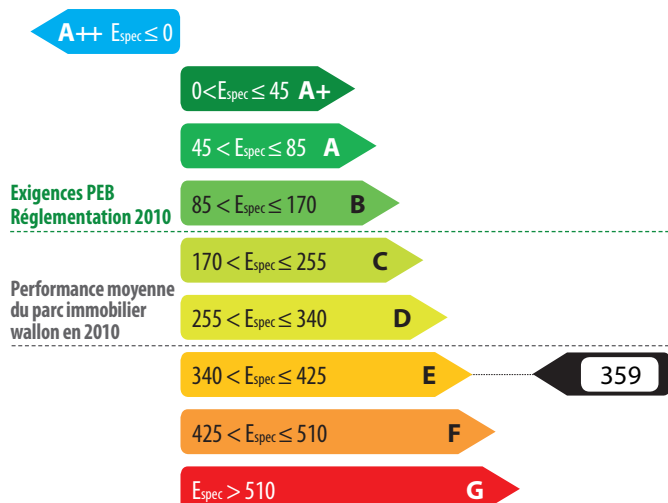 A++ Espec ≤ 0
0<Espec ≤ 45 A+
45 < Espec ≤ 85 A
Exigences PEB
Réglementation 2010
85 < Espec ≤ 170 B
170 < Espec ≤ 255 C
Performance moyenne
du parc immobilier
wallon en 2010
255 < Espec ≤ 340 D
340 < Espec ≤ 425 E
359
425 < Espec ≤ 510 F
Espec > 510 G